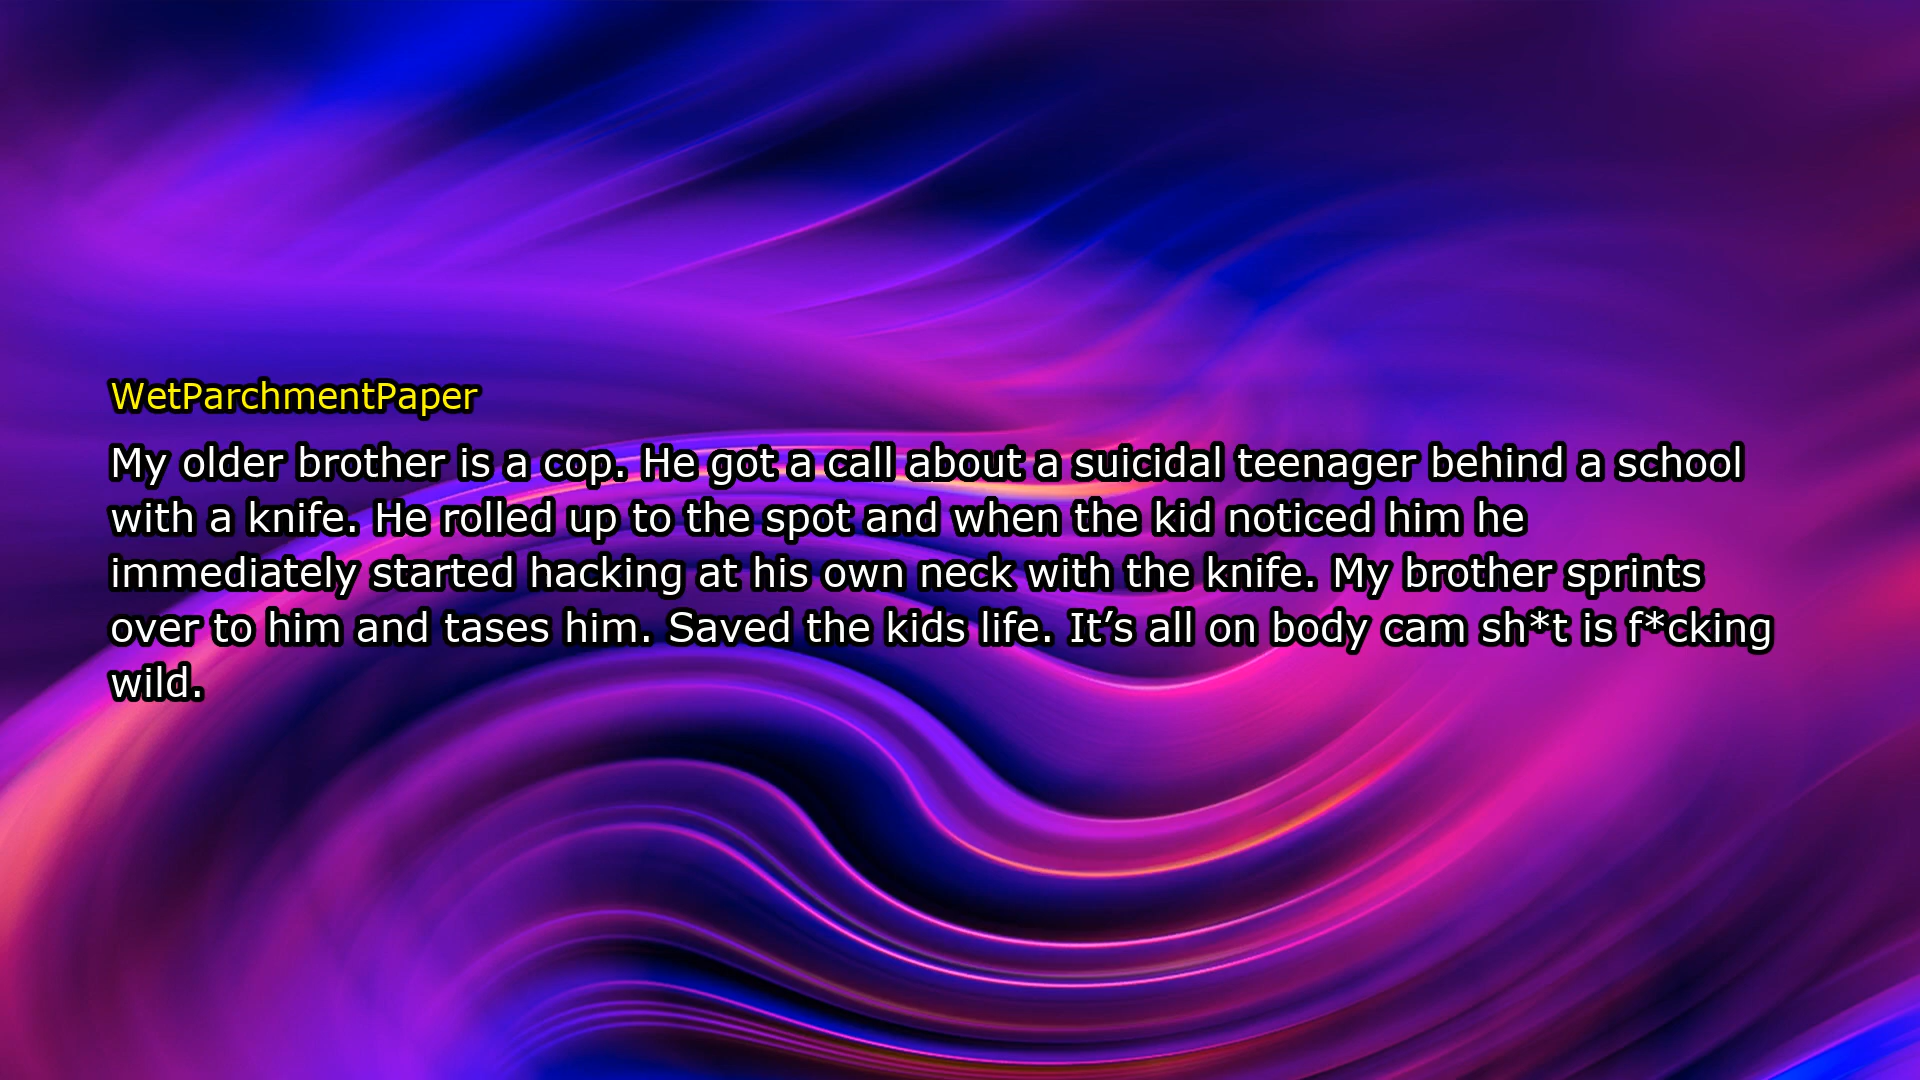 WetParchmentPaper
My older brother is a cop. He got a call about a suicidal teenager behind a school
with a knife. He rolled up to the spot and when the kid noticed him he
immediately started hacking at his own neck with the knife. My brother sprints
over to him and tases him. Saved the kids life. It’s all on body cam sh*t is f*cking
wild.